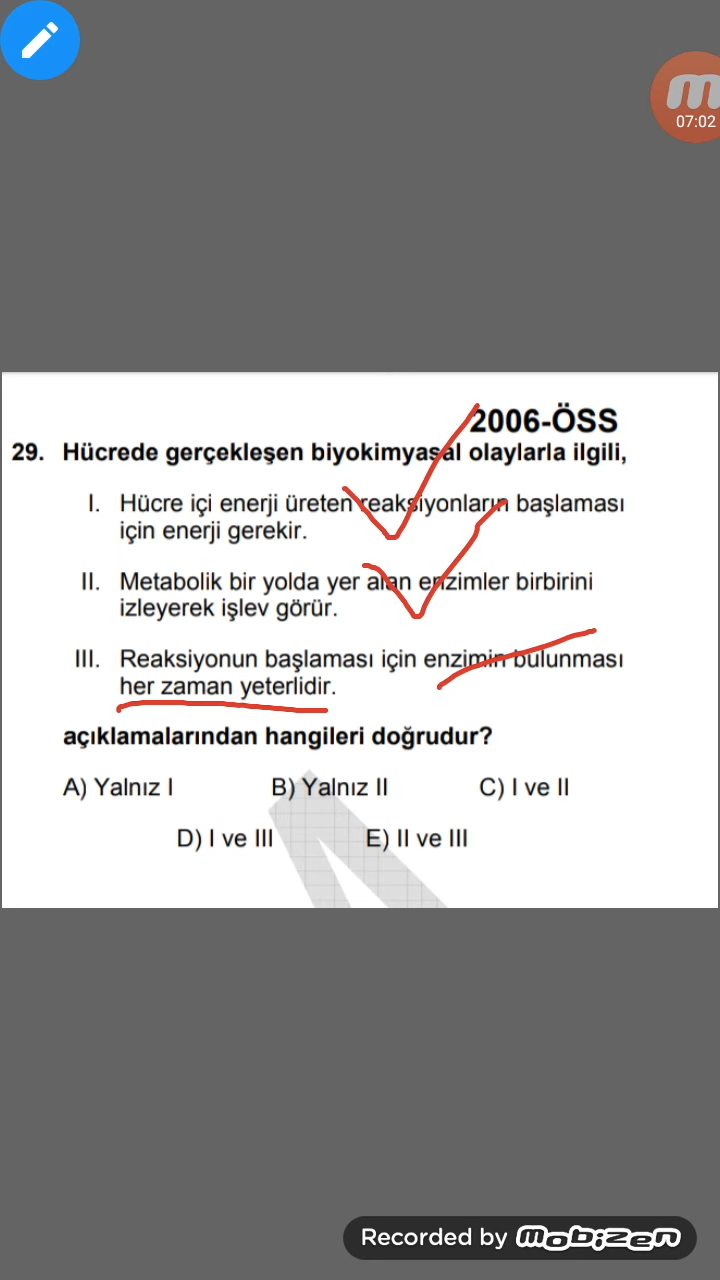 07:02
2006-ÖSS
29. Hücrede gerçekleşen biyokimyasal olaylarla ilgili,
I. Hücre içi enerji üreten reaksiyonların başlaması
için enerji gerekir.
II. Metabolik bir yolda yer alan enzimler birbirini
izleyerek işlev görür.
III. Reaksiyonun başlaması için enzimin bulunması
her zaman yeterlidir.
açıklamalarından hangileri doğrudur?
A) Yalnız I B) Yalnız II C) I ve II
D) I ve III E) II ve III
Recorded by mobizen